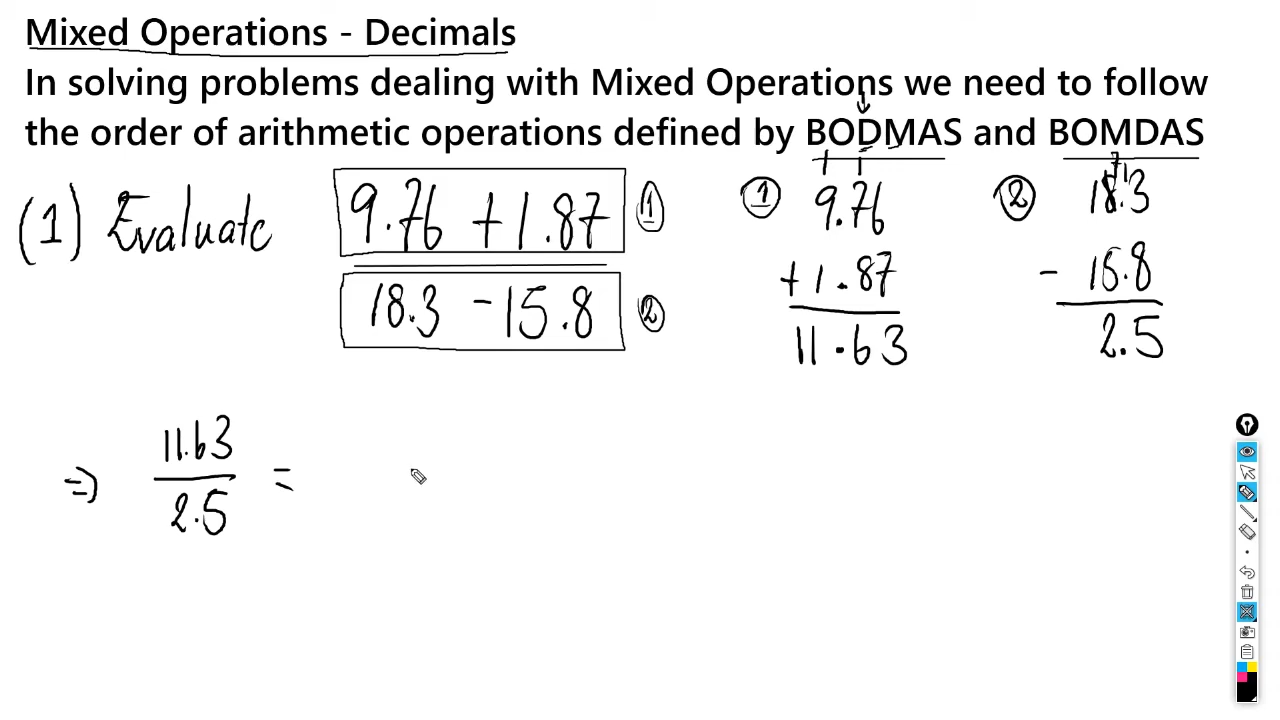 Mixed Operations - Decimals
In solving problems dealing with Mixed Operations we need to follow
the order of arithmetic operations defined by BODMAS and BOMDAS
(1) Evaluate
9.76 + 1.87 ①
18.3 - 15.8 ②
① 9.76
+ 1.87
11.63
② 18.3
- 15.8
2.5
⇒ 11.63
2.5 =